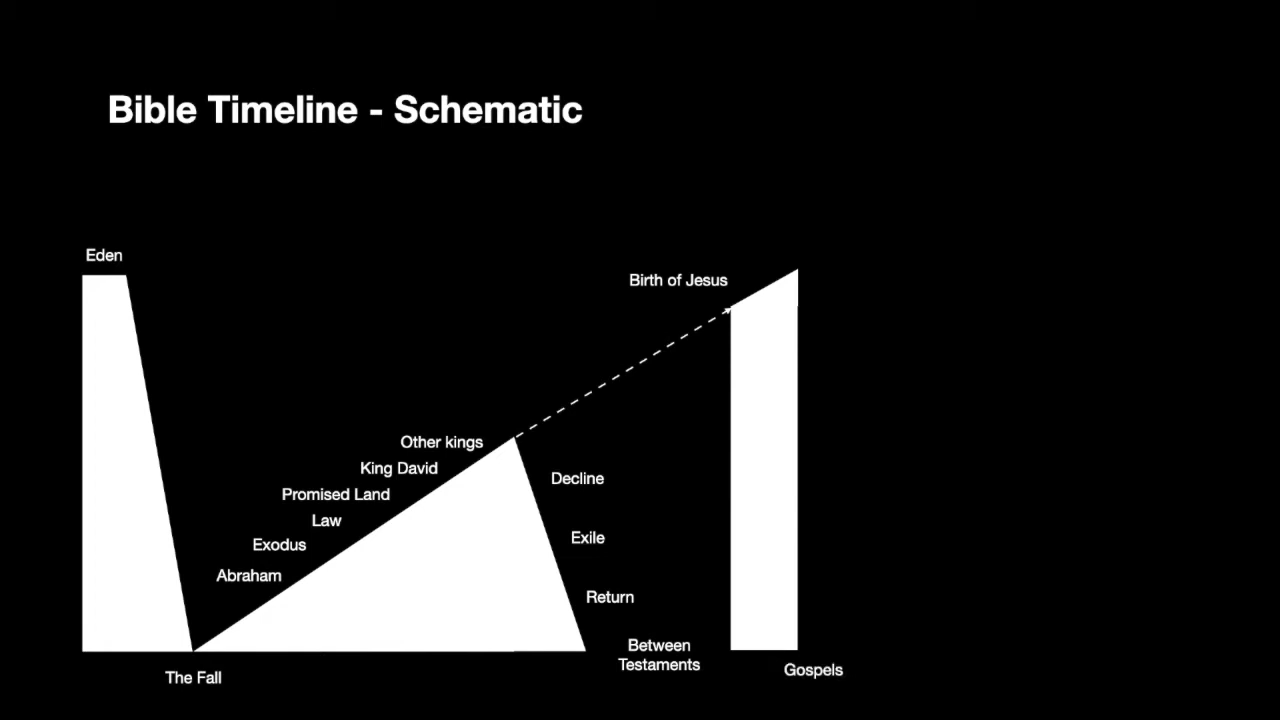 Bible Timeline - Schematic
Eden
Birth of Jesus
Other kings
King David
Promised Land
Law
Exodus
Abraham
Decline
Exile
Return
Between
Testaments
The Fall
Gospels